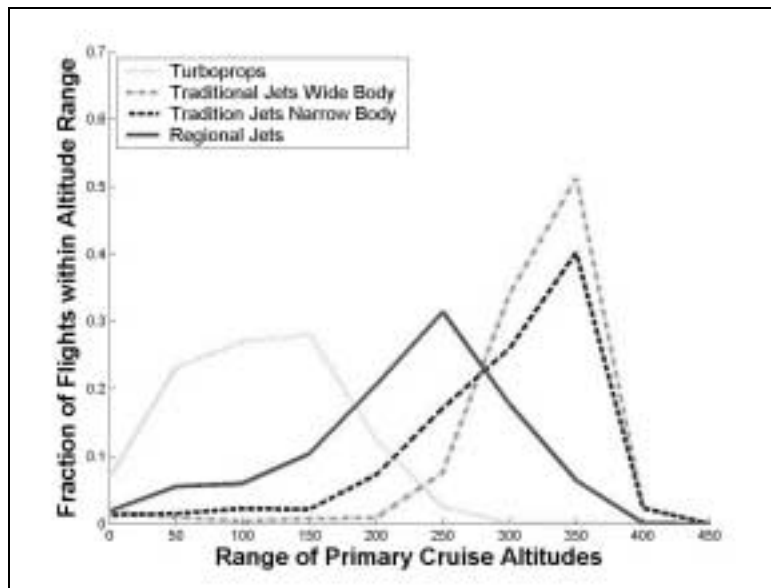 Fraction of Flights within Altitude Range
0.7
0.6
0.5
0.4
0.3
0.2
0.1
0
Turboprops
Traditional Jets Wide Body
Tradition Jets Narrow Body
Regional Jets
0 50 100 150 200 250 300 350 400 450
Range of Primary Cruise Altitudes